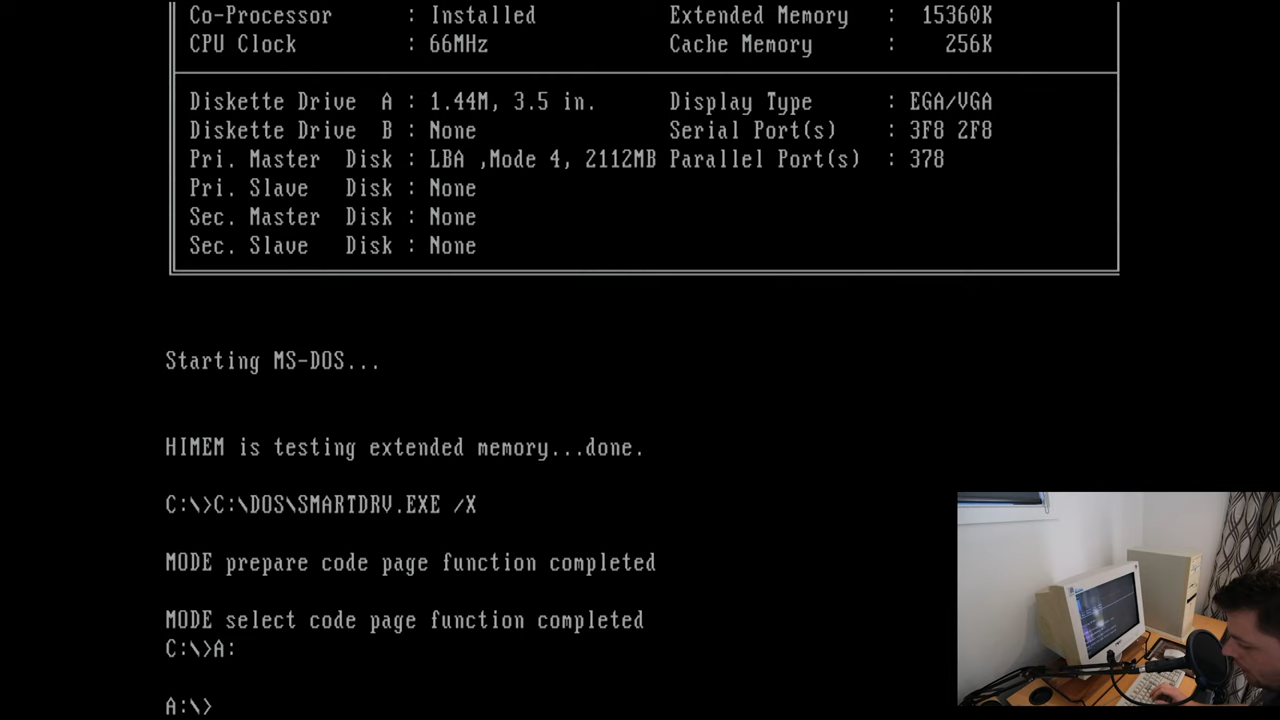 Co-Processor : Installed Extended Memory : 15360K
CPU Clock : 66MHz Cache Memory : 256K
Diskette Drive A : 1.44M, 3.5 in. Display Type : EGA/VGA
Diskette Drive B : None Serial Port(s) : 3F8 2F8
Pri. Master Disk : LBA ,Mode 4, 2112MB Parallel Port(s) : 378
Pri. Slave Disk : None
Sec. Master Disk : None
Sec. Slave Disk : None
Starting MS-DOS...
HIMEM is testing extended memory...done.
C:\>C:\DOS\SMARTDRV.EXE /X
MODE prepare code page function completed
MODE select code page function completed
C:\>A:
A:\>